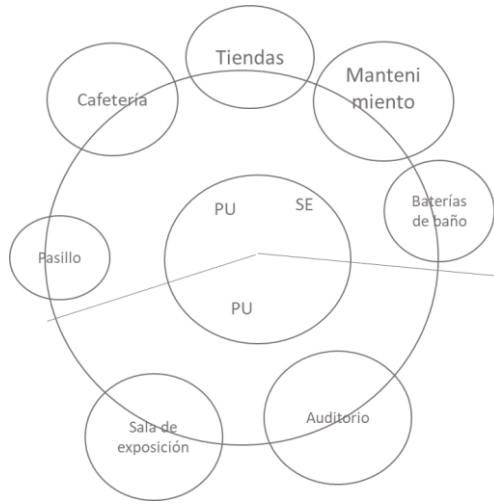 Tiendas
Cafetería
Manteni
miento
PU
SE
Baterías
de baño
Pasillo
PU
Sala de
exposición
Auditorio